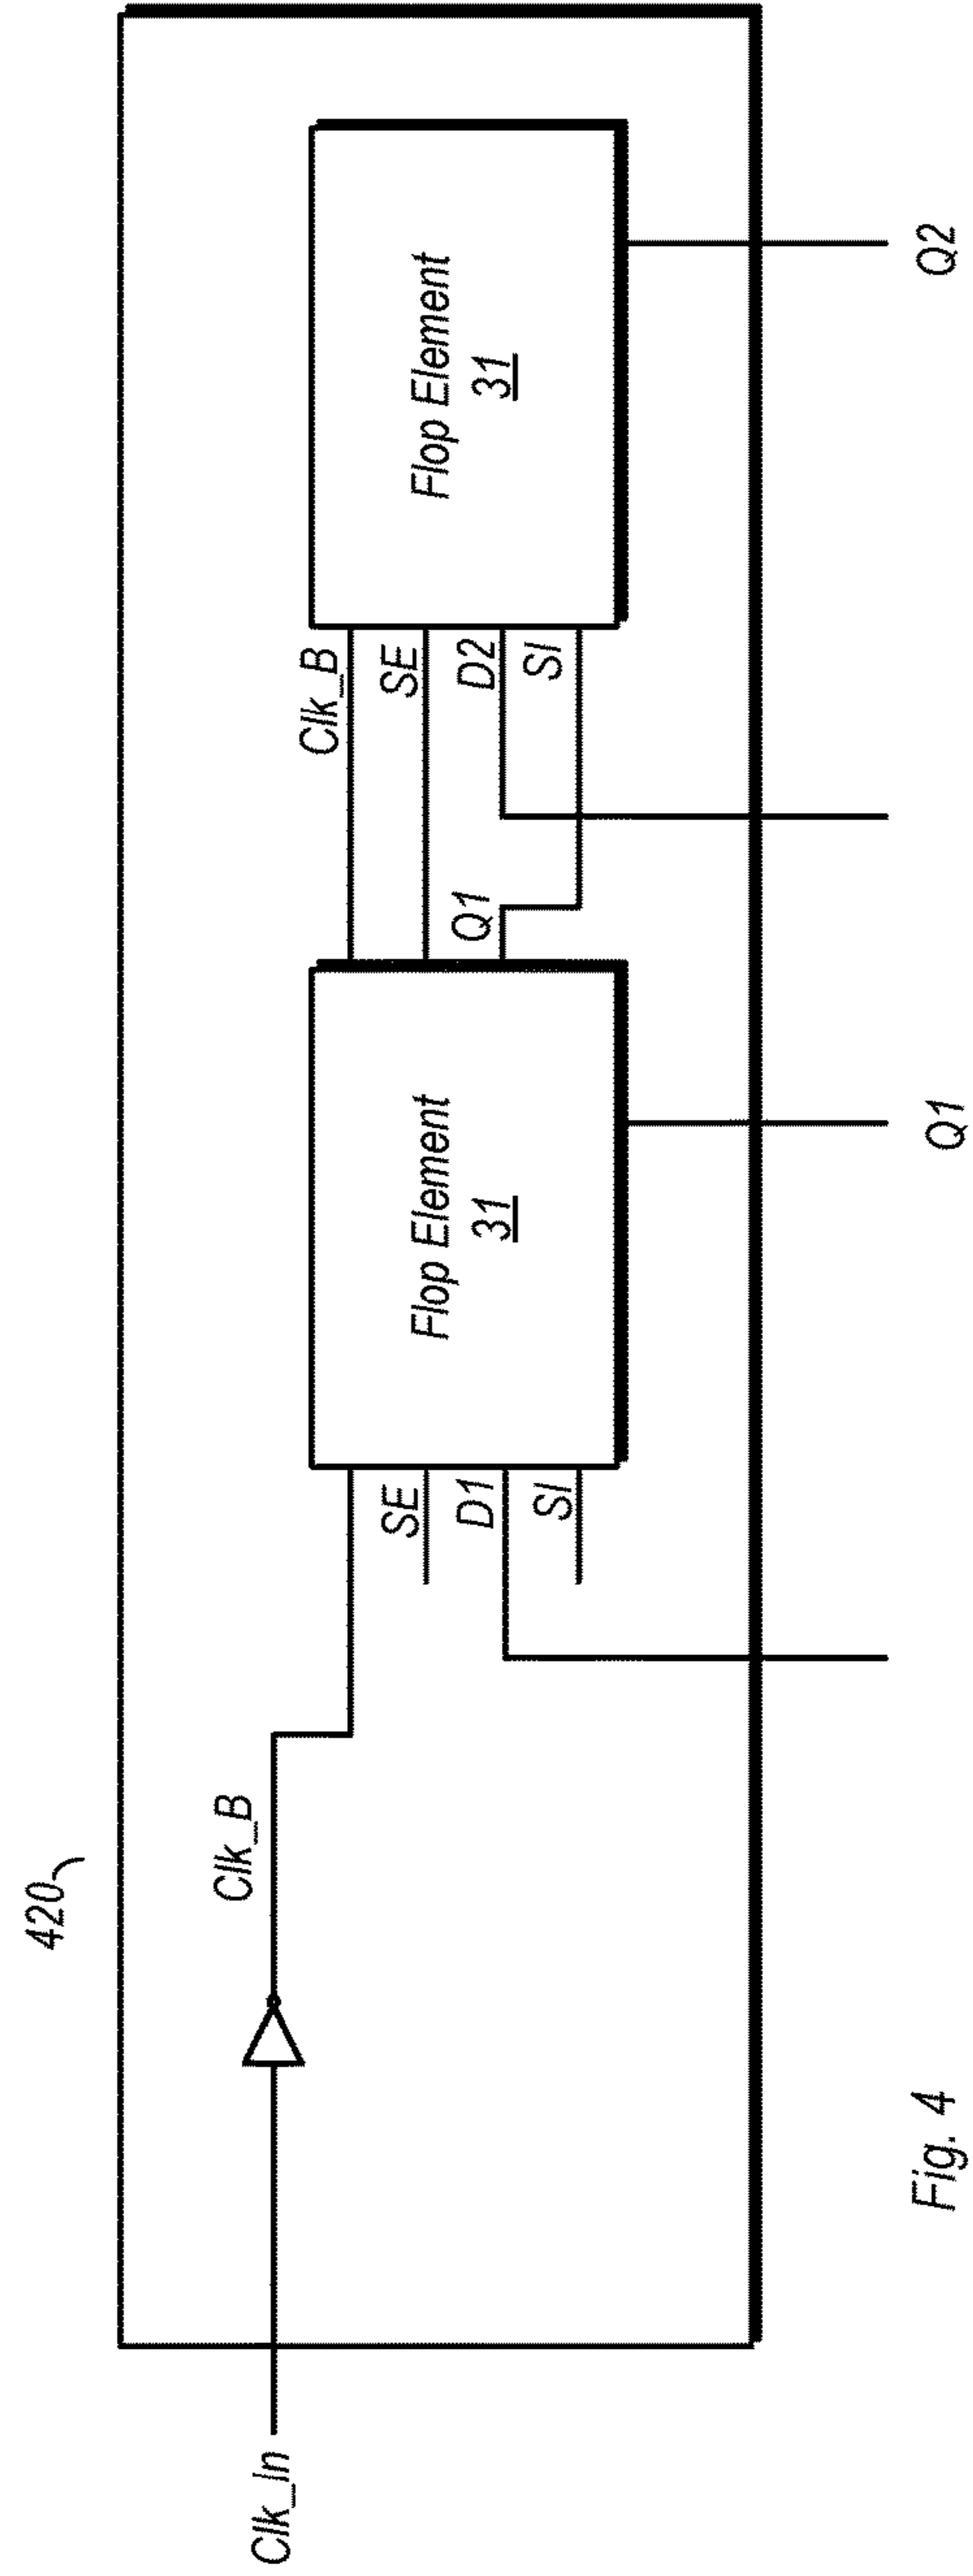 420
Clk_In
Clk_B
SE
D1
SI
Flop Element
31
Q1
Clk_B
SE
D2
SI
Flop Element
31
Q1
Q2
Fig. 4